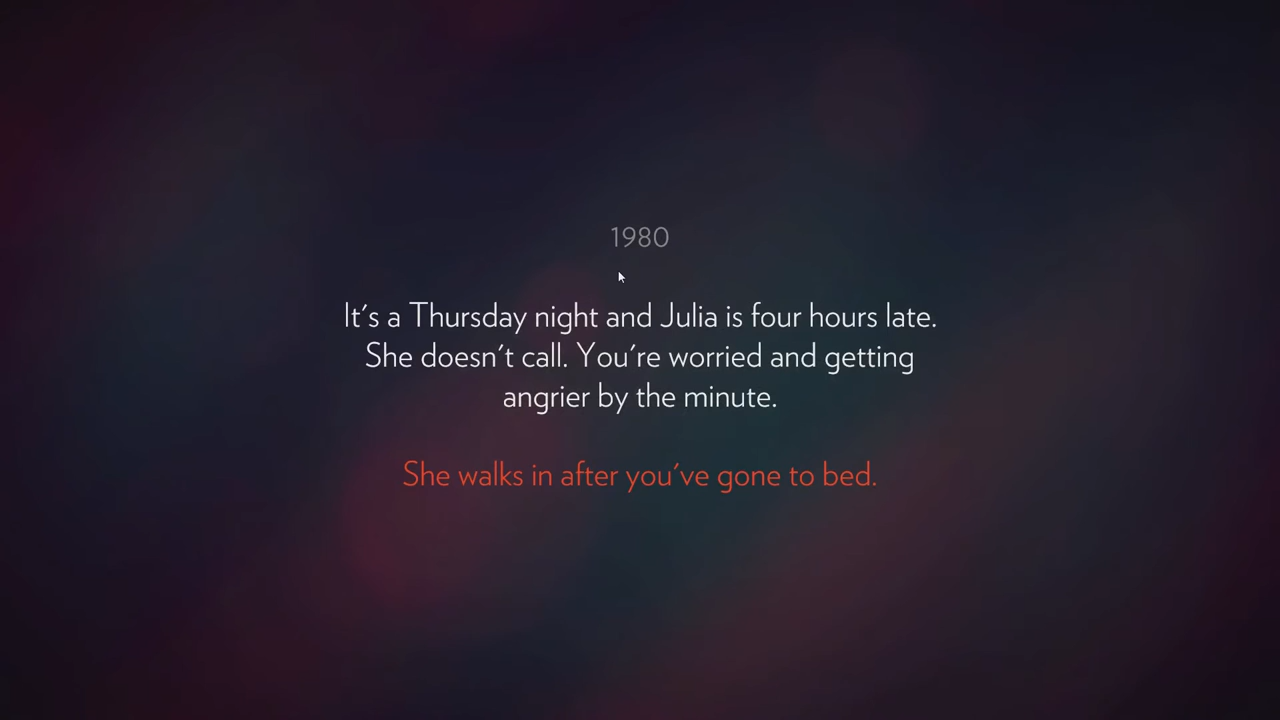 1980
It's a Thursday night and Julia is four hours late.
She doesn't call. You're worried and getting
angrier by the minute.
She walks in after you've gone to bed.